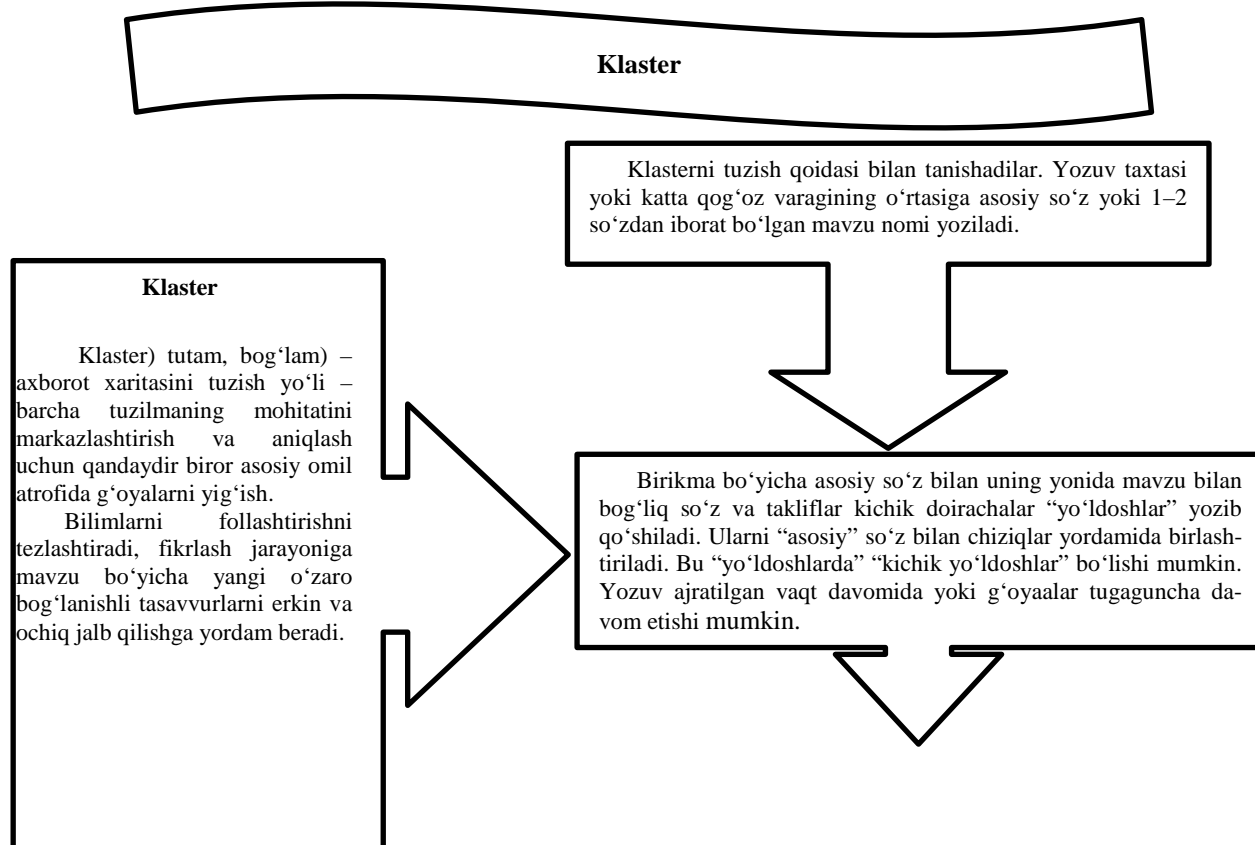 Klaster
Klasterni tuzish qoidasi bilan tanishadilar. Yozuv taxtasi
yoki katta qog‘oz varagining o‘rtasiga asosiy so‘z yoki 1–2
so‘zdan iborat bo‘lgan mavzu nomi yoziladi.
Klaster
Klaster) tutam, bog‘lam) –
axborot xaritasini tuzish yo‘li –
barcha tuzilmaning mohitatini
markazlashtirish va aniqlash
uchun qandaydir biror asosiy omil
atrofida g‘oyalarni yig‘ish.
Bilimlarni follashtirishni
tezlashtiradi, fikrlash jarayoniga
mavzu bo‘yicha yangi o‘zaro
bog‘lanishli tasavvurlarni erkin va
ochiq jalb qilishga yordam beradi.
Birikma bo‘yicha asosiy so‘z bilan uning yonida mavzu bilan
bog‘liq so‘z va takliflar kichik doirachalar “yo‘ldoshlar” yozib
qo‘shiladi. Ularni “asosiy” so‘z bilan chiziqlar yordamida birlash-
tiriladi. Bu “yo‘ldoshlarda” “kichik yo‘ldoshlar” bo‘lishi mumkin.
Yozuv ajratilgan vaqt davomida yoki g‘oyaalar tugaguncha da-
vom etishi mumkin.